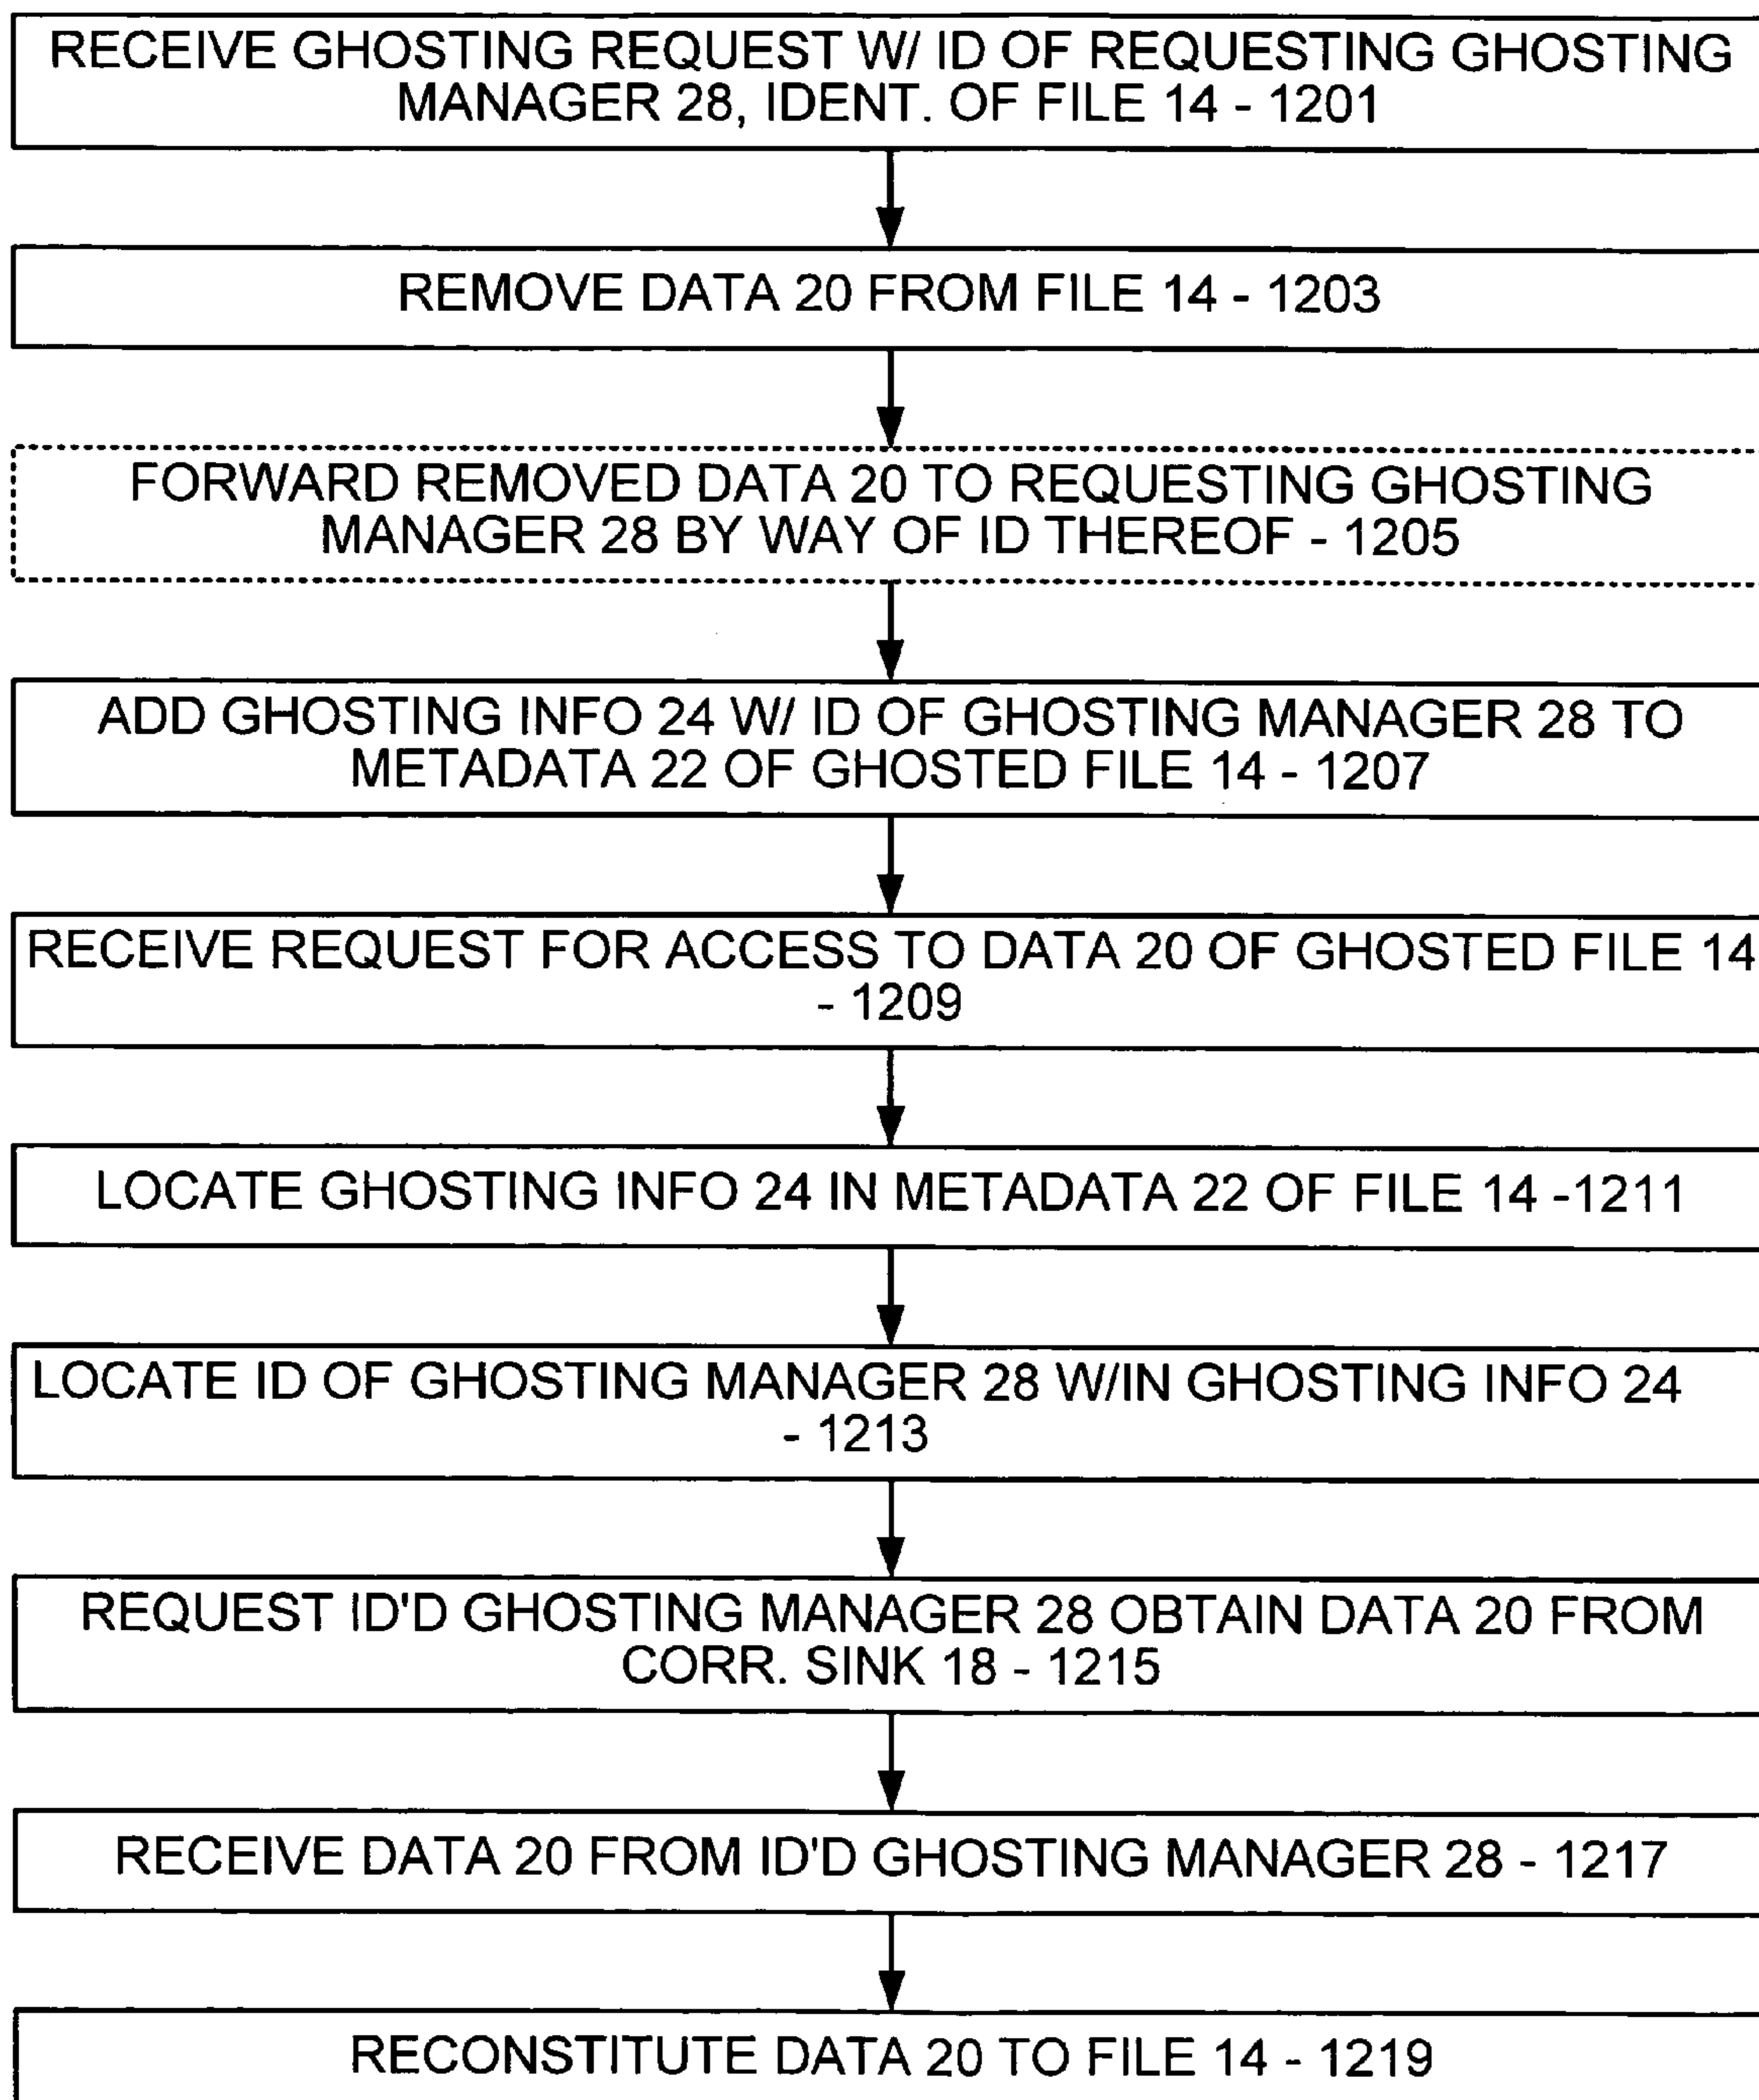 RECEIVE GHOSTING REQUEST W/ ID OF REQUESTING GHOSTING
MANAGER 28, IDENT. OF FILE 14 - 1201
REMOVE DATA 20 FROM FILE 14 - 1203
FORWARD REMOVED DATA 20 TO REQUESTING GHOSTING
MANAGER 28 BY WAY OF ID THEREOF - 1205
ADD GHOSTING INFO 24 W/ ID OF GHOSTING MANAGER 28 TO
METADATA 22 OF GHOSTED FILE 14 - 1207
RECEIVE REQUEST FOR ACCESS TO DATA 20 OF GHOSTED FILE 14
- 1209
LOCATE GHOSTING INFO 24 IN METADATA 22 OF FILE 14 -1211
LOCATE ID OF GHOSTING MANAGER 28 W/IN GHOSTING INFO 24
- 1213
REQUEST ID'D GHOSTING MANAGER 28 OBTAIN DATA 20 FROM
CORR. SINK 18 - 1215
RECEIVE DATA 20 FROM ID'D GHOSTING MANAGER 28 - 1217
RECONSTITUTE DATA 20 TO FILE 14 - 1219